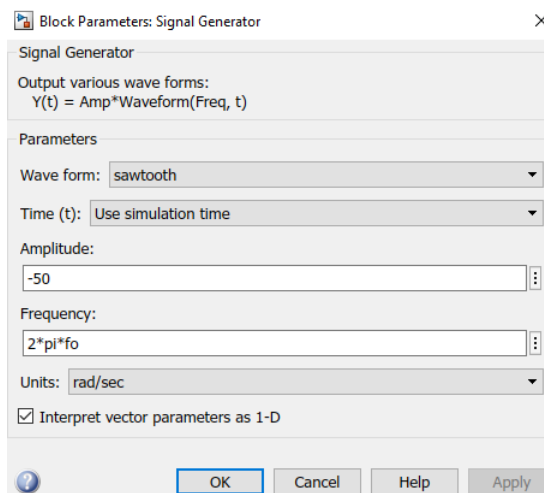 Block Parameters: Signal Generator
Signal Generator
Output various wave forms:
Y(t) = Amp*Waveform(Freq, t)
Parameters
Wave form: sawtooth
Time (t): Use simulation time
Amplitude:
-50
Frequency:
2*pi*fo
Units: rad/sec
Interpret vector parameters as 1-D
OK Cancel Help Apply